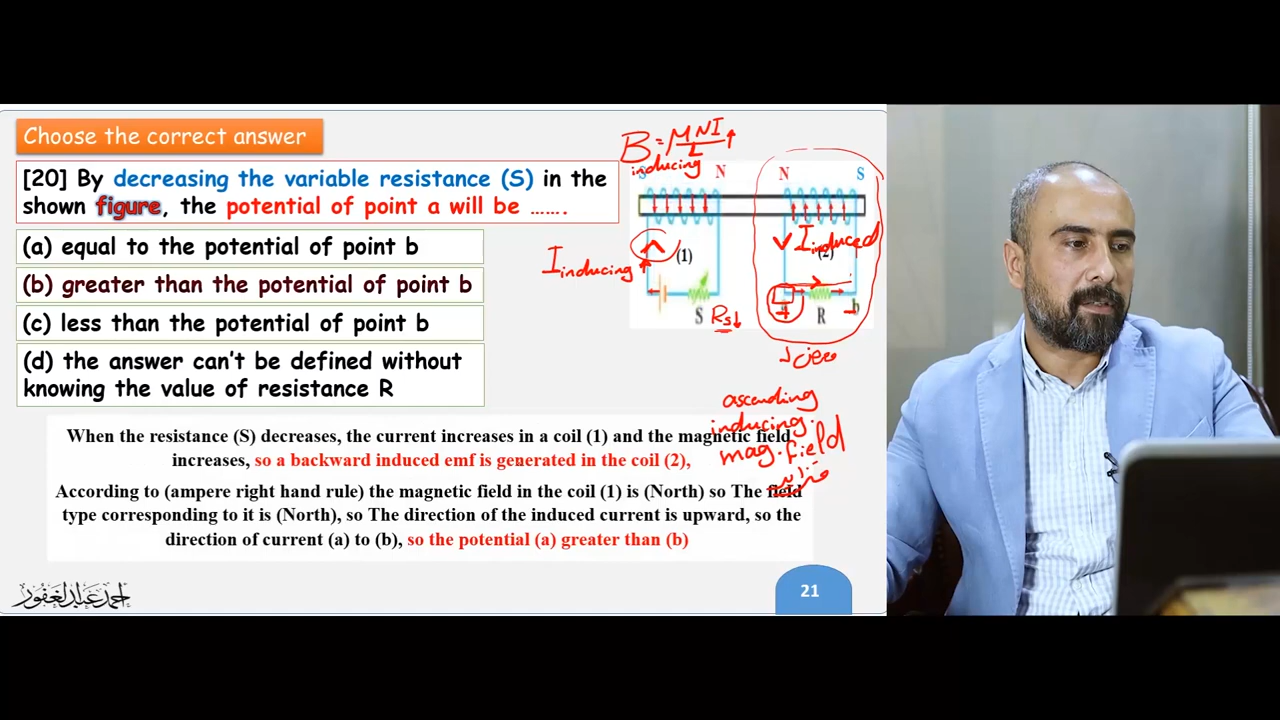 Choose the correct answer
[20] By decreasing the variable resistance (S) in the
shown figure, the potential of point a will be …….
(a) equal to the potential of point b
(b) greater than the potential of point b
(c) less than the potential of point b
(d) the answer can't be defined without
knowing the value of resistance R
B = μNI↑
L
inducing
S N N S
I inducing
(1)
I induced
(2)
S Rs↓
R b
ascending
inducing
mag. field
When the resistance (S) decreases, the current increases in a coil (1) and the magnetic field
increases, so a backward induced emf is generated in the coil (2),
According to (ampere right hand rule) the magnetic field in the coil (1) is (North) so The field
type corresponding to it is (North), so The direction of the induced current is upward, so the
direction of current (a) to (b), so the potential (a) greater than (b)
احمد عبدالغفور
21